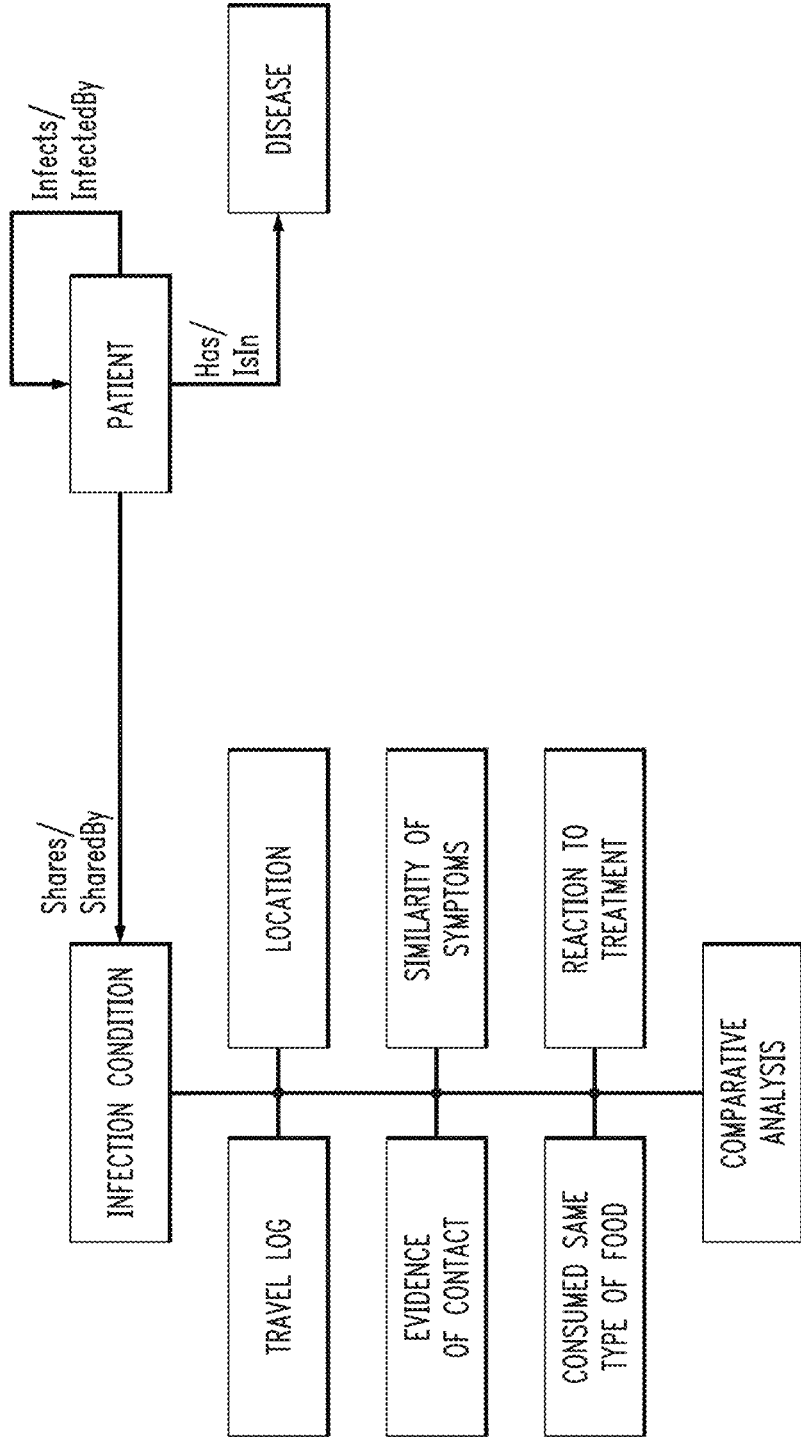 Infects/
InfectedBy
PATIENT
Has/
IsIn
DISEASE
Shares/
SharedBy
INFECTION CONDITION
TRAVEL LOG
LOCATION
EVIDENCE
OF CONTACT
SIMILARITY OF
SYMPTOMS
CONSUMED SAME
TYPE OF FOOD
REACTION TO
TREATMENT
COMPARATIVE
ANALYSIS